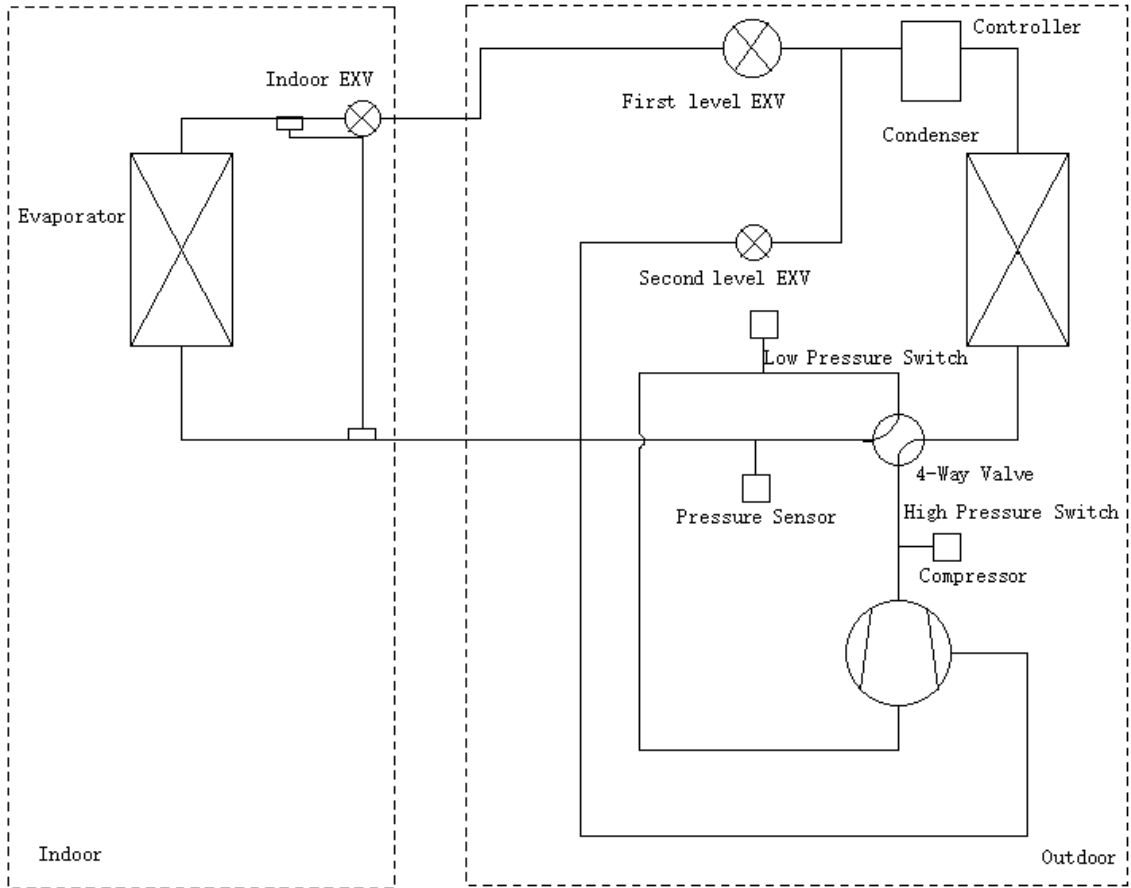 Controller
Indoor EXV
First level EXV
Condenser
Evaporator
Second level EXV
Low Pressure Switch
4-Way Valve
Pressure Sensor
High Pressure Switch
Compressor
Indoor
Outdoor